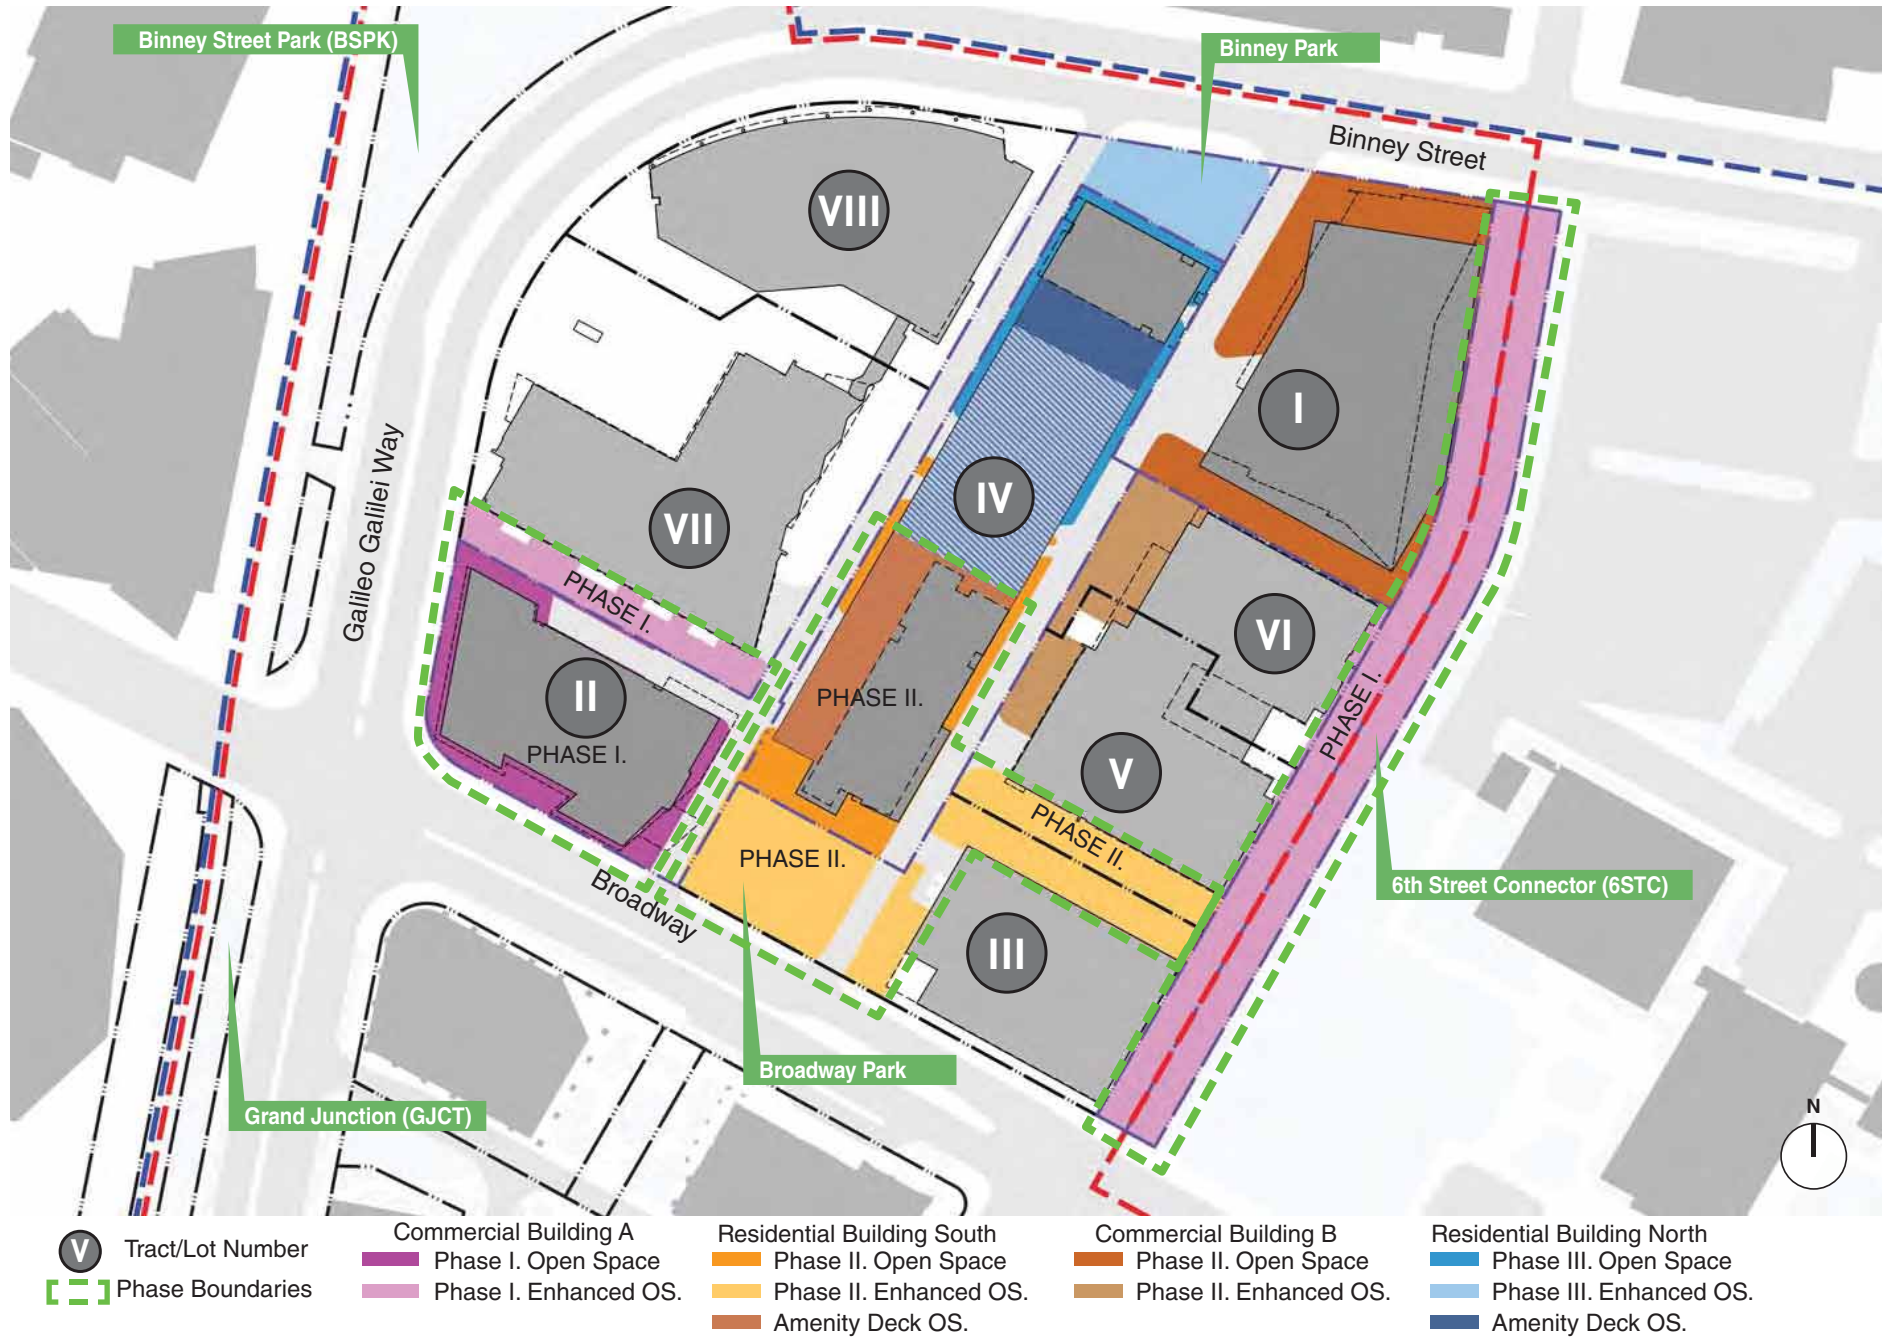 Binney Street Park (BSPK)
Binney Park
Binney Street
VIII
I
IV
VII
Galileo Galilei Way
PHASE I.
VI
II
PHASE II.
PHASE I.
PHASE I.
V
PHASE II.
PHASE II.
6th Street Connector (6STC)
Broadway
III
Broadway Park
Grand Junction (GJCT)
N
V
Tract/Lot Number
Phase Boundaries
Commercial Building A
Phase I. Open Space
Phase I. Enhanced OS.
Residential Building South
Phase II. Open Space
Phase II. Enhanced OS.
Amenity Deck OS.
Commercial Building B
Phase II. Open Space
Phase II. Enhanced OS.
Residential Building North
Phase III. Open Space
Phase III. Enhanced OS.
Amenity Deck OS.